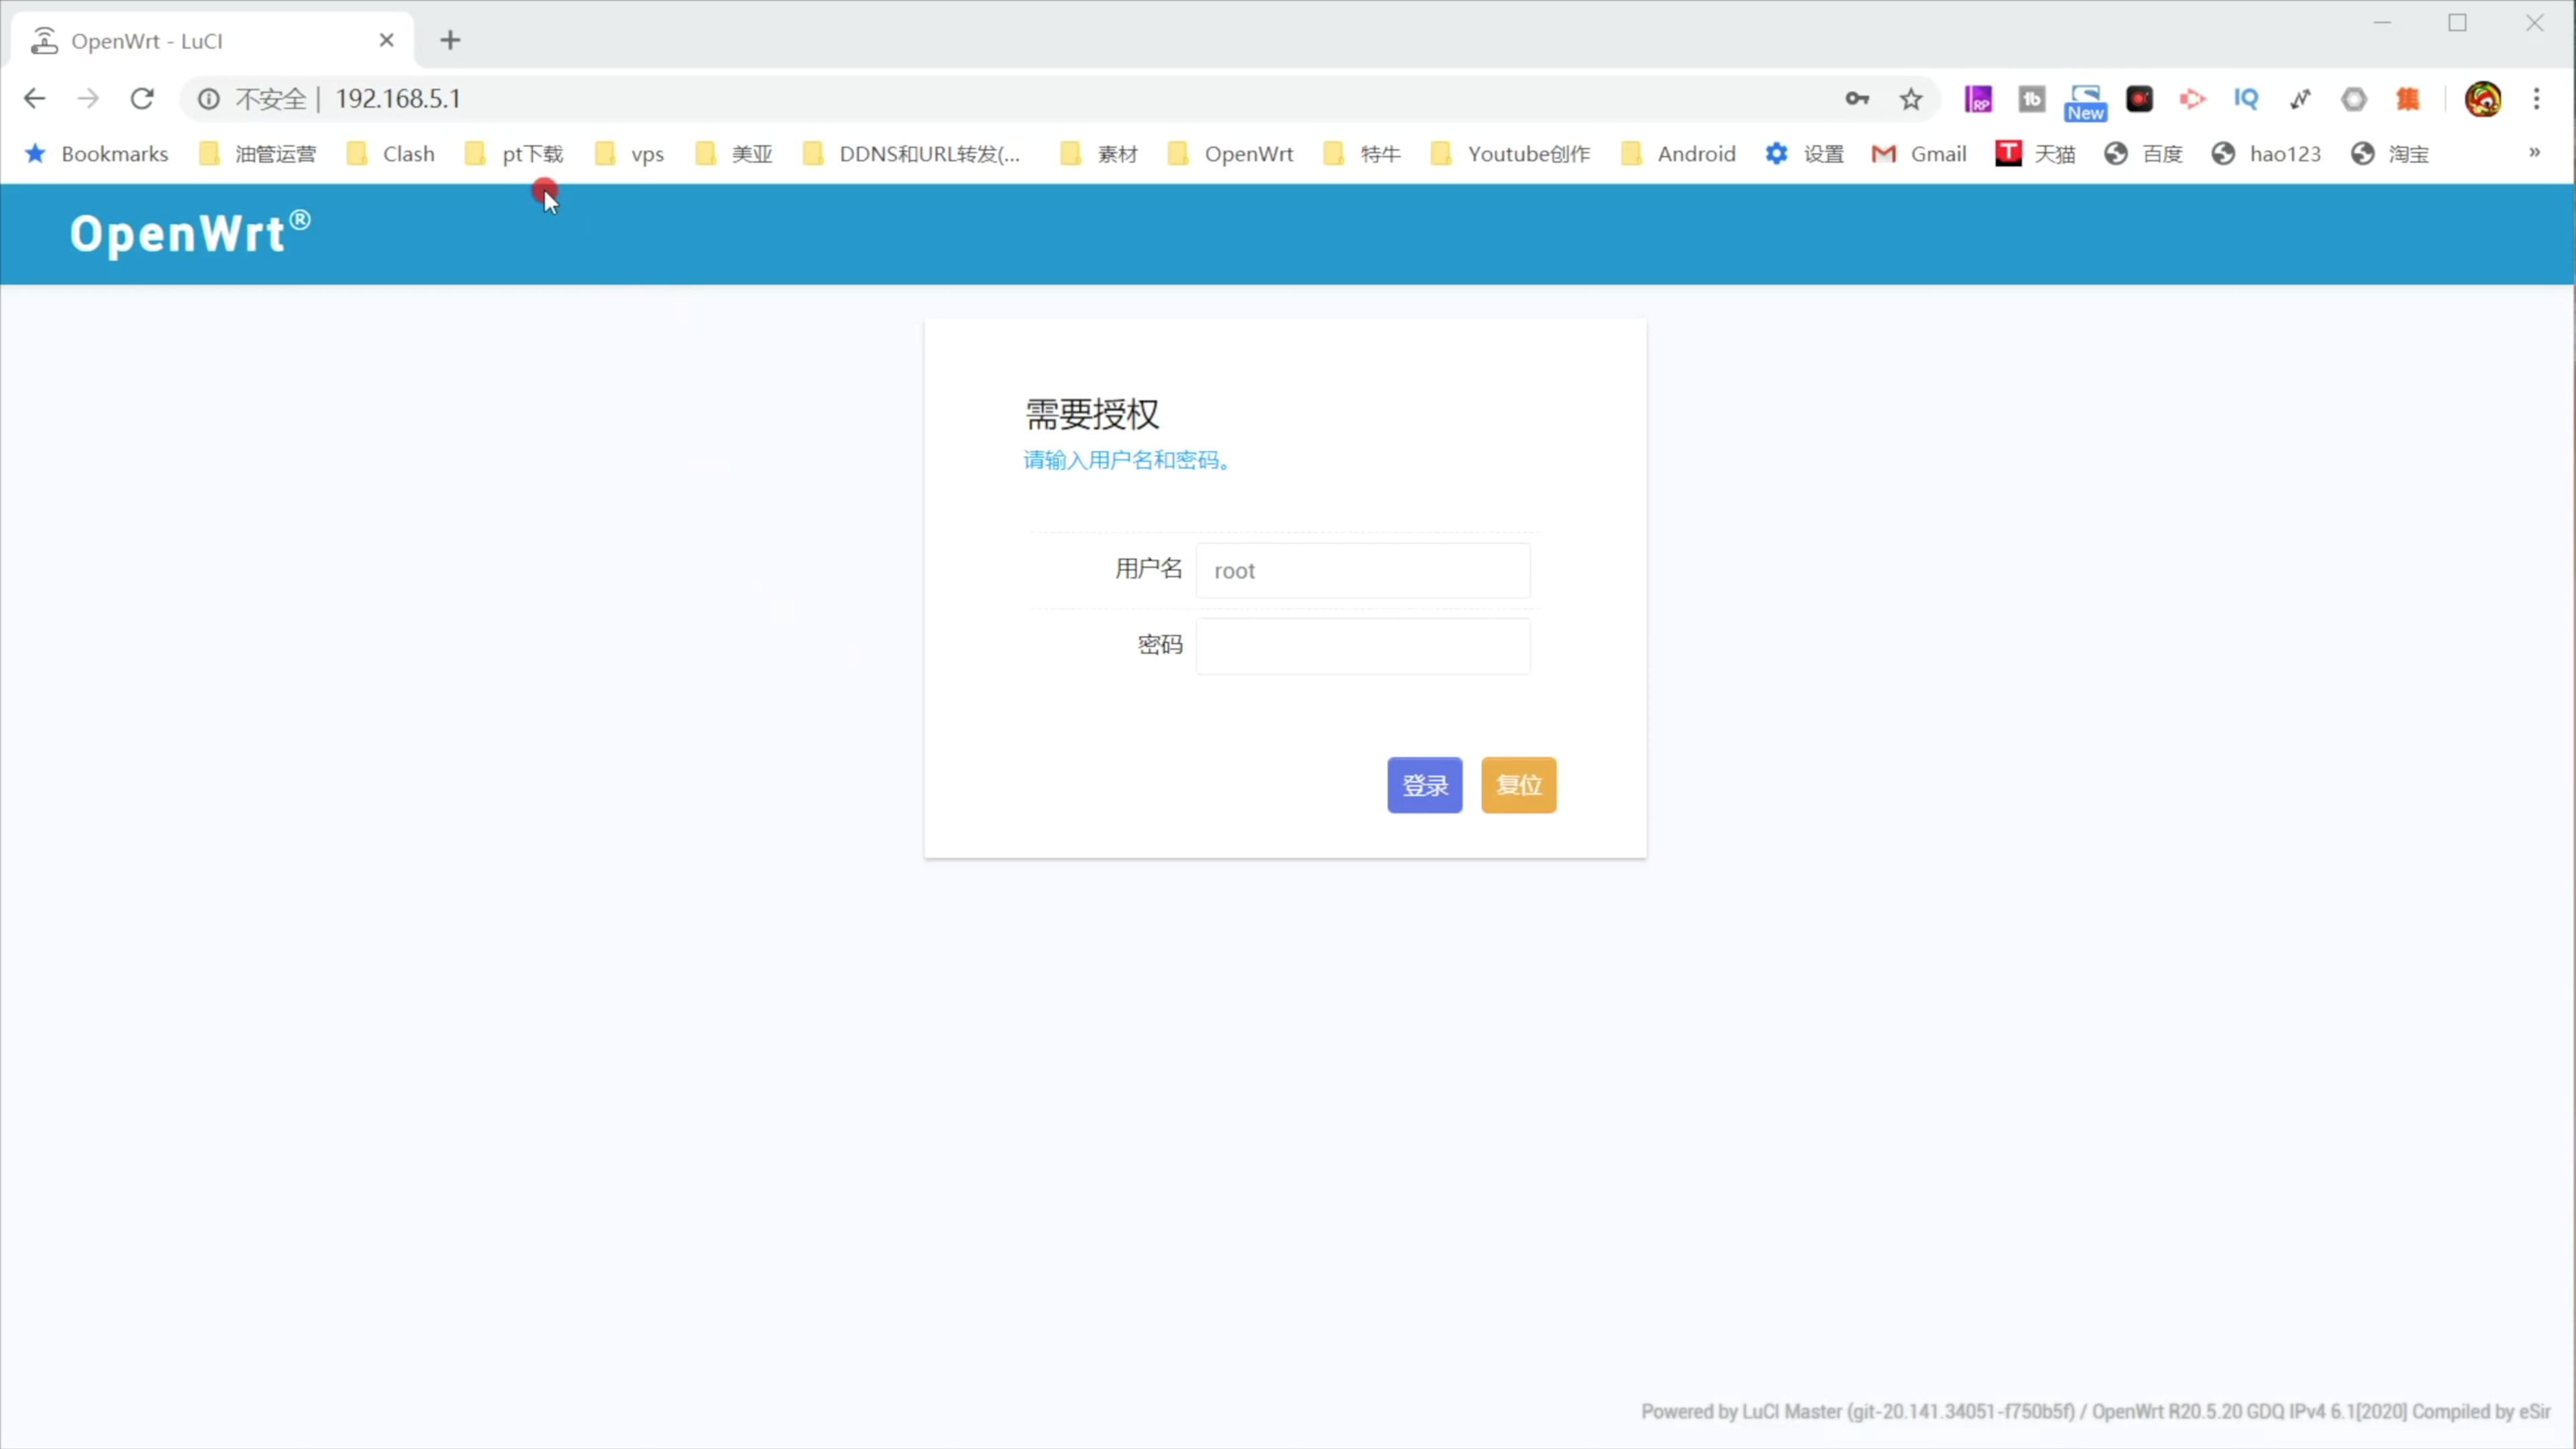 OpenWrt - LuCI
不安全 | 192.168.5.1
RP tb New IQ 集
Bookmarks 油管运营 Clash pt下载 vps 美亚 DDNS和URL转发(... 素材 OpenWrt 特牛 Youtube创作 Android 设置 Gmail T 天猫 百度 hao123 淘宝 »
OpenWrt®
需要授权
请输入用户名和密码。
用户名 root
密码
登录 复位
Powered by LuCI Master (git-20.141.34051-f750b5f) / OpenWrt R20.5.20 GDQ IPv4 6.1[2020] Compiled by eSir